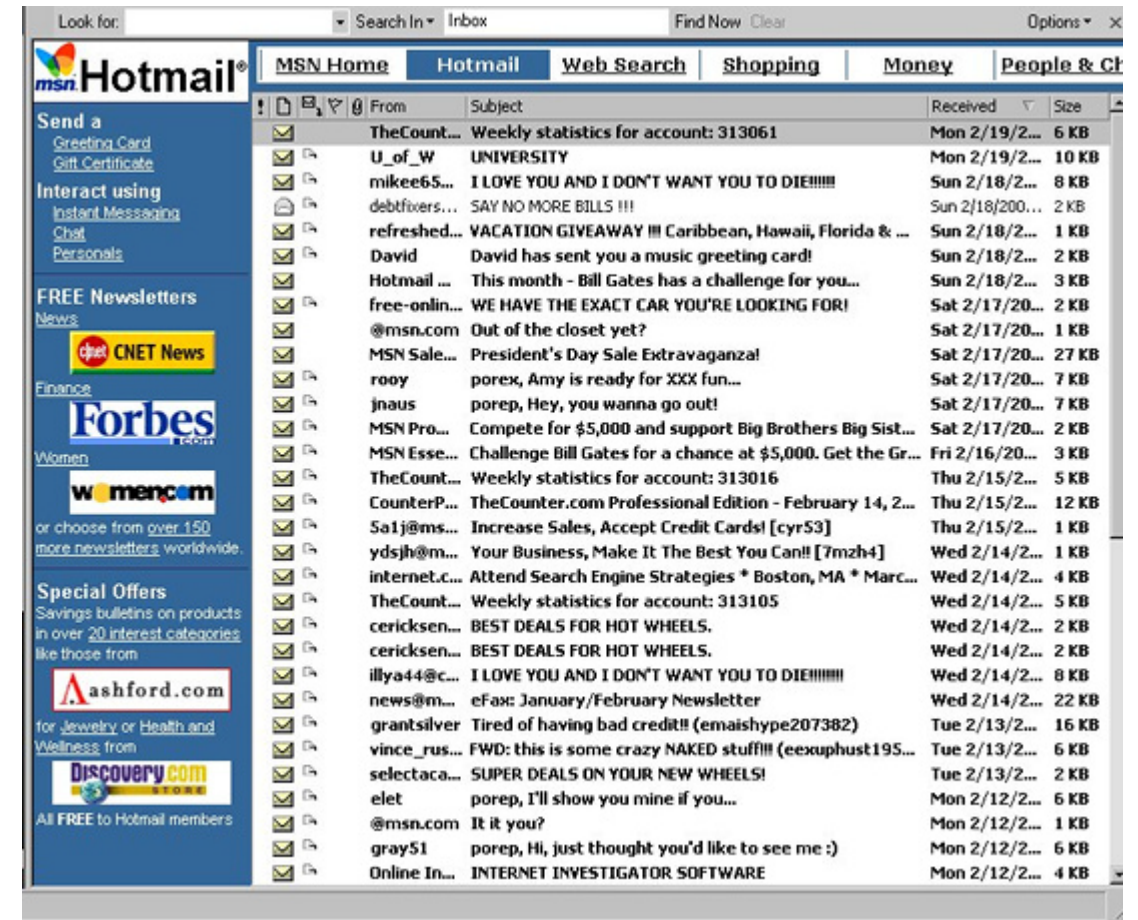 Look for: Search In Inbox Find Now Clear Options
msn Hotmail®
MSN Home Hotmail Web Search Shopping Money People & Ch
Send a
Greeting Card
Gift Certificate
Interact using
Instant Messaging
Chat
Personals
FREE Newsletters
News
c|net CNET News
Finance
Forbes .com
Women
women.com
or choose from over 150
more newsletters worldwide.
Special Offers
Savings bulletins on products
in over 20 interest categories
like those from
ashford.com
for Jewelry or Health and
Wellness from
DISCOVERY.COM
STORE
All FREE to Hotmail members
! From Subject Received Size
TheCount... Weekly statistics for account: 313061 Mon 2/19/2... 6 KB
U_of_W UNIVERSITY Mon 2/19/2... 10 KB
mikee65... I LOVE YOU AND I DON'T WANT YOU TO DIE!!!!!! Sun 2/18/2... 8 KB
debtfixers... SAY NO MORE BILLS !!! Sun 2/18/200... 2 KB
refreshed... VACATION GIVEAWAY !!! Caribbean, Hawaii, Florida & ... Sun 2/18/2... 1 KB
David David has sent you a music greeting card! Sun 2/18/2... 2 KB
Hotmail ... This month - Bill Gates has a challenge for you... Sun 2/18/2... 3 KB
free-onlin... WE HAVE THE EXACT CAR YOU'RE LOOKING FOR! Sat 2/17/20... 2 KB
@msn.com Out of the closet yet? Sat 2/17/20... 1 KB
MSN Sale... President's Day Sale Extravaganza! Sat 2/17/20... 27 KB
rooy porex, Amy is ready for XXX fun... Sat 2/17/20... 7 KB
jnaus porep, Hey, you wanna go out! Sat 2/17/20... 7 KB
MSN Pro... Compete for $5,000 and support Big Brothers Big Sist... Sat 2/17/20... 2 KB
MSN Esse... Challenge Bill Gates for a chance at $5,000. Get the Gr... Fri 2/16/20... 3 KB
TheCount... Weekly statistics for account: 313016 Thu 2/15/2... 5 KB
CounterP... TheCounter.com Professional Edition - February 14, 2... Thu 2/15/2... 12 KB
5a1j@ms... Increase Sales, Accept Credit Cards! [cyr53] Thu 2/15/2... 1 KB
ydsjh@m... Your Business, Make It The Best You Can!! [7mzh4] Wed 2/14/2... 1 KB
internet.c... Attend Search Engine Strategies * Boston, MA * Marc... Wed 2/14/2... 4 KB
TheCount... Weekly statistics for account: 313105 Wed 2/14/2... 5 KB
cericksen... BEST DEALS FOR HOT WHEELS. Wed 2/14/2... 2 KB
cericksen... BEST DEALS FOR HOT WHEELS. Wed 2/14/2... 2 KB
illya44@c... I LOVE YOU AND I DON'T WANT YOU TO DIE!!!!!!!! Wed 2/14/2... 8 KB
news@m... eFax: January/February Newsletter Wed 2/14/2... 22 KB
grantsilver Tired of having bad credit!! (emaishype207382) Tue 2/13/2... 16 KB
vince_rus... FWD: this is some crazy NAKED stuff!!! (eexuphust195... Tue 2/13/2... 6 KB
selectaca... SUPER DEALS ON YOUR NEW WHEELS! Tue 2/13/2... 2 KB
elet porep, I'll show you mine if you... Mon 2/12/2... 6 KB
@msn.com It it you? Mon 2/12/2... 1 KB
gray51 porep, Hi, just thought you'd like to see me :) Mon 2/12/2... 6 KB
Online In... INTERNET INVESTIGATOR SOFTWARE Mon 2/12/2... 4 KB